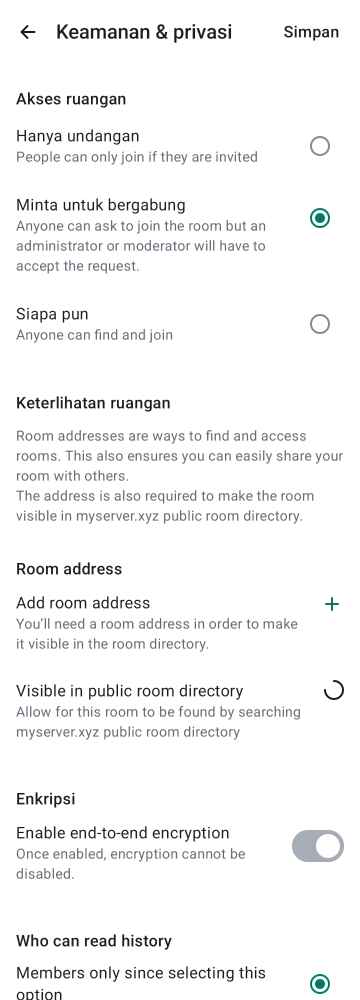 Keamanan & privasi
Simpan
Akses ruangan
Hanya undangan
People can only join if they are invited
Minta untuk bergabung
Anyone can ask to join the room but an
administrator or moderator will have to
accept the request.
Siapa pun
Anyone can find and join
Keterlihatan ruangan
Room addresses are ways to find and access
rooms. This also ensures you can easily share your
room with others.
The address is also required to make the room
visible in myserver.xyz public room directory.
Room address
Add room address
You’ll need a room address in order to make
it visible in the room directory.
Visible in public room directory
Allow for this room to be found by searching
myserver.xyz public room directory
Enkripsi
Enable end-to-end encryption
Once enabled, encryption cannot be
disabled.
Who can read history
Members only since selecting this
option